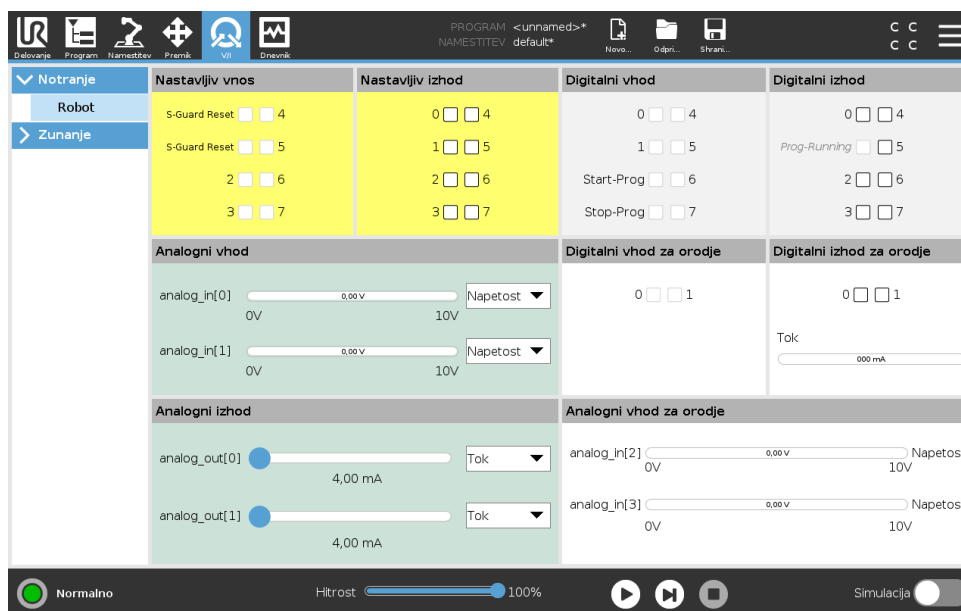 PROGRAM <unnamed>*
NAMESTITEV default*
Delovanje Program Namestitev Premik V/I Dnevnik Novo... Odpri... Shrani...
C C
C C
Notranje
Robot
Zunanje
Nastavljiv vnos
S-Guard Reset 4
S-Guard Reset 5
2 6
3 7
Nastavljiv izhod
0 4
1 5
2 6
3 7
Digitalni vhod
0 4
1 5
Start-Prog 6
Stop-Prog 7
Digitalni izhod
0 4
Prog-Running 5
2 6
3 7
Analogni vhod
analog_in[0] 0,00 V Napetost
0V 10V
analog_in[1] 0,00 V Napetost
0V 10V
Digitalni vhod za orodje
0 1
Digitalni izhod za orodje
0 1
Tok
000 mA
Analogni izhod
analog_out[0] Tok
4,00 mA
analog_out[1] Tok
4,00 mA
Analogni vhod za orodje
analog_in[2] 0,00 V Napetos
0V 10V
analog_in[3] 0,00 V Napetos
0V 10V
Normalno Hitrost 100% Simulacija